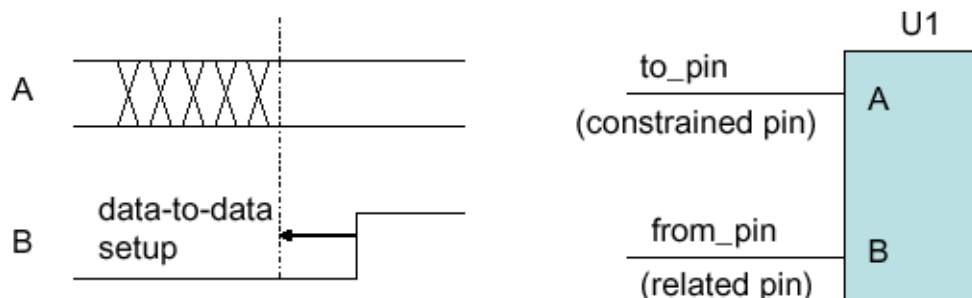 A
data-to-data
setup
B
U1
to_pin
(constrained pin)
A
from_pin
(related pin)
B